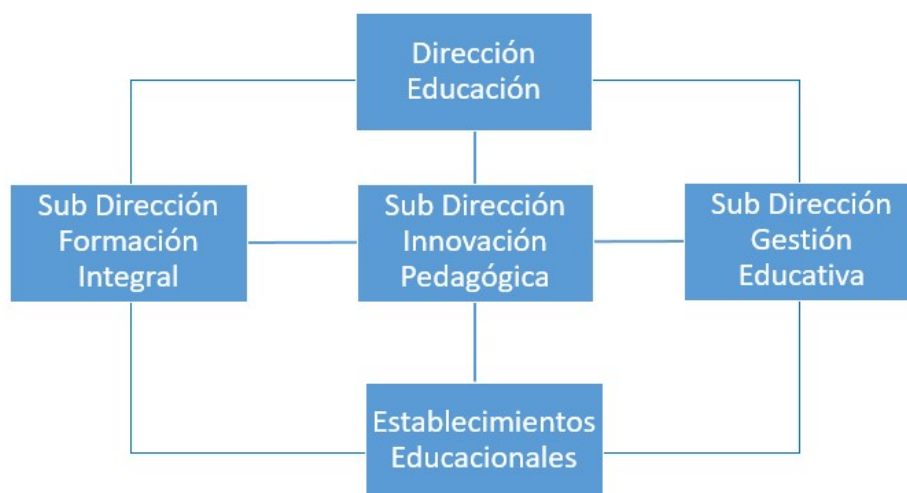 Dirección
Educación
Sub Dirección
Formación
Integral
Sub Dirección
Innovación
Pedagógica
Sub Dirección
Gestión
Educativa
Establecimientos
Educacionales